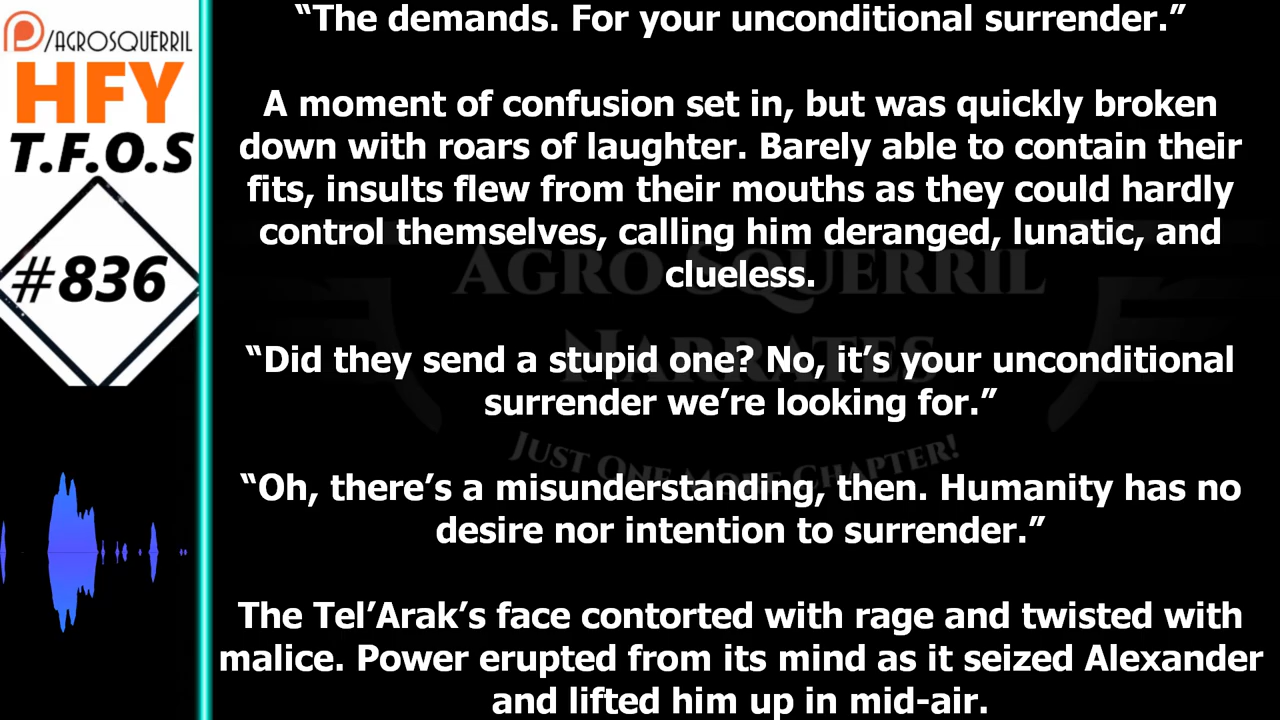 /AGROSQUERRIL
HFY
T.F.O.S
#836
“The demands. For your unconditional surrender.”
A moment of confusion set in, but was quickly broken
down with roars of laughter. Barely able to contain their
fits, insults flew from their mouths as they could hardly
control themselves, calling him deranged, lunatic, and
clueless.
“Did they send a stupid one? No, it’s your unconditional
surrender we’re looking for.”
“Oh, there’s a misunderstanding, then. Humanity has no
desire nor intention to surrender.”
The Tel’Arak’s face contorted with rage and twisted with
malice. Power erupted from its mind as it seized Alexander
and lifted him up in mid-air.
AGRO SQUERRIL
NARRATES
JUST ONE MORE CHAPTER!